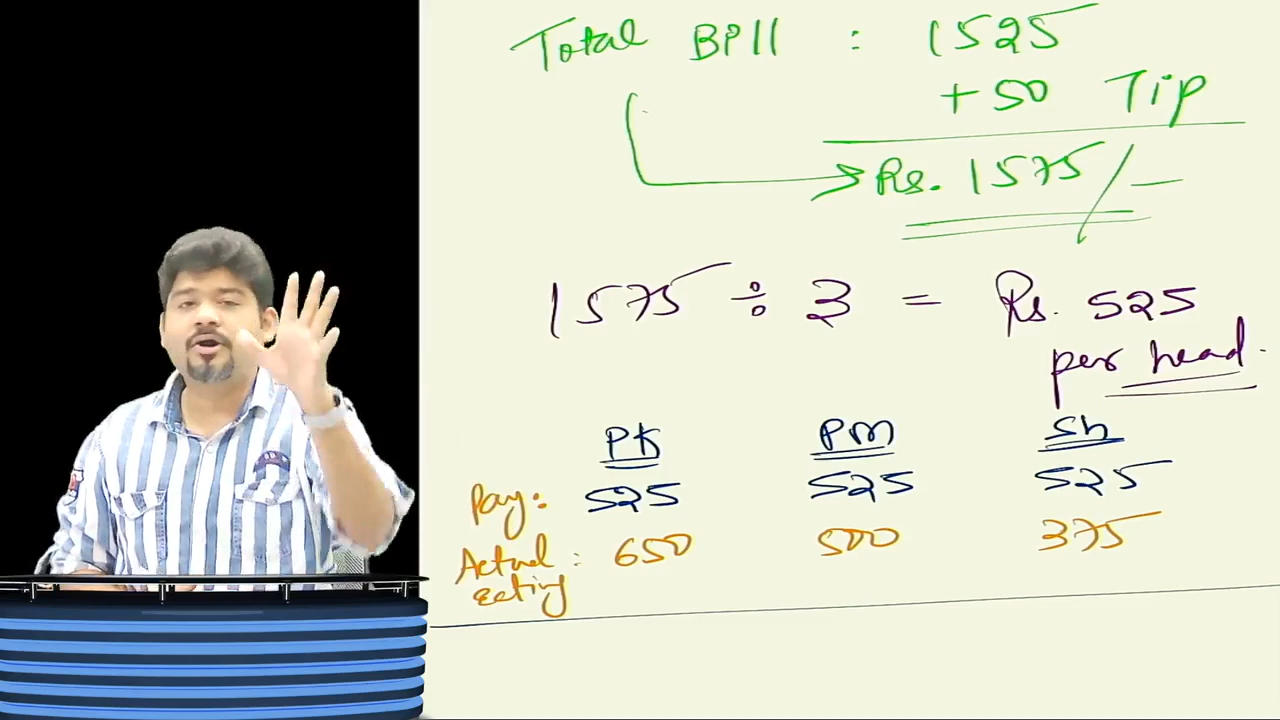 Total Bill : 1525
+ 50 Tip
Rs. 1575/-
1575 ÷ 3 = Rs. 525
per head.
PK PM Sh
Pay: 525 525 525
Actual : 650 500 375
eating